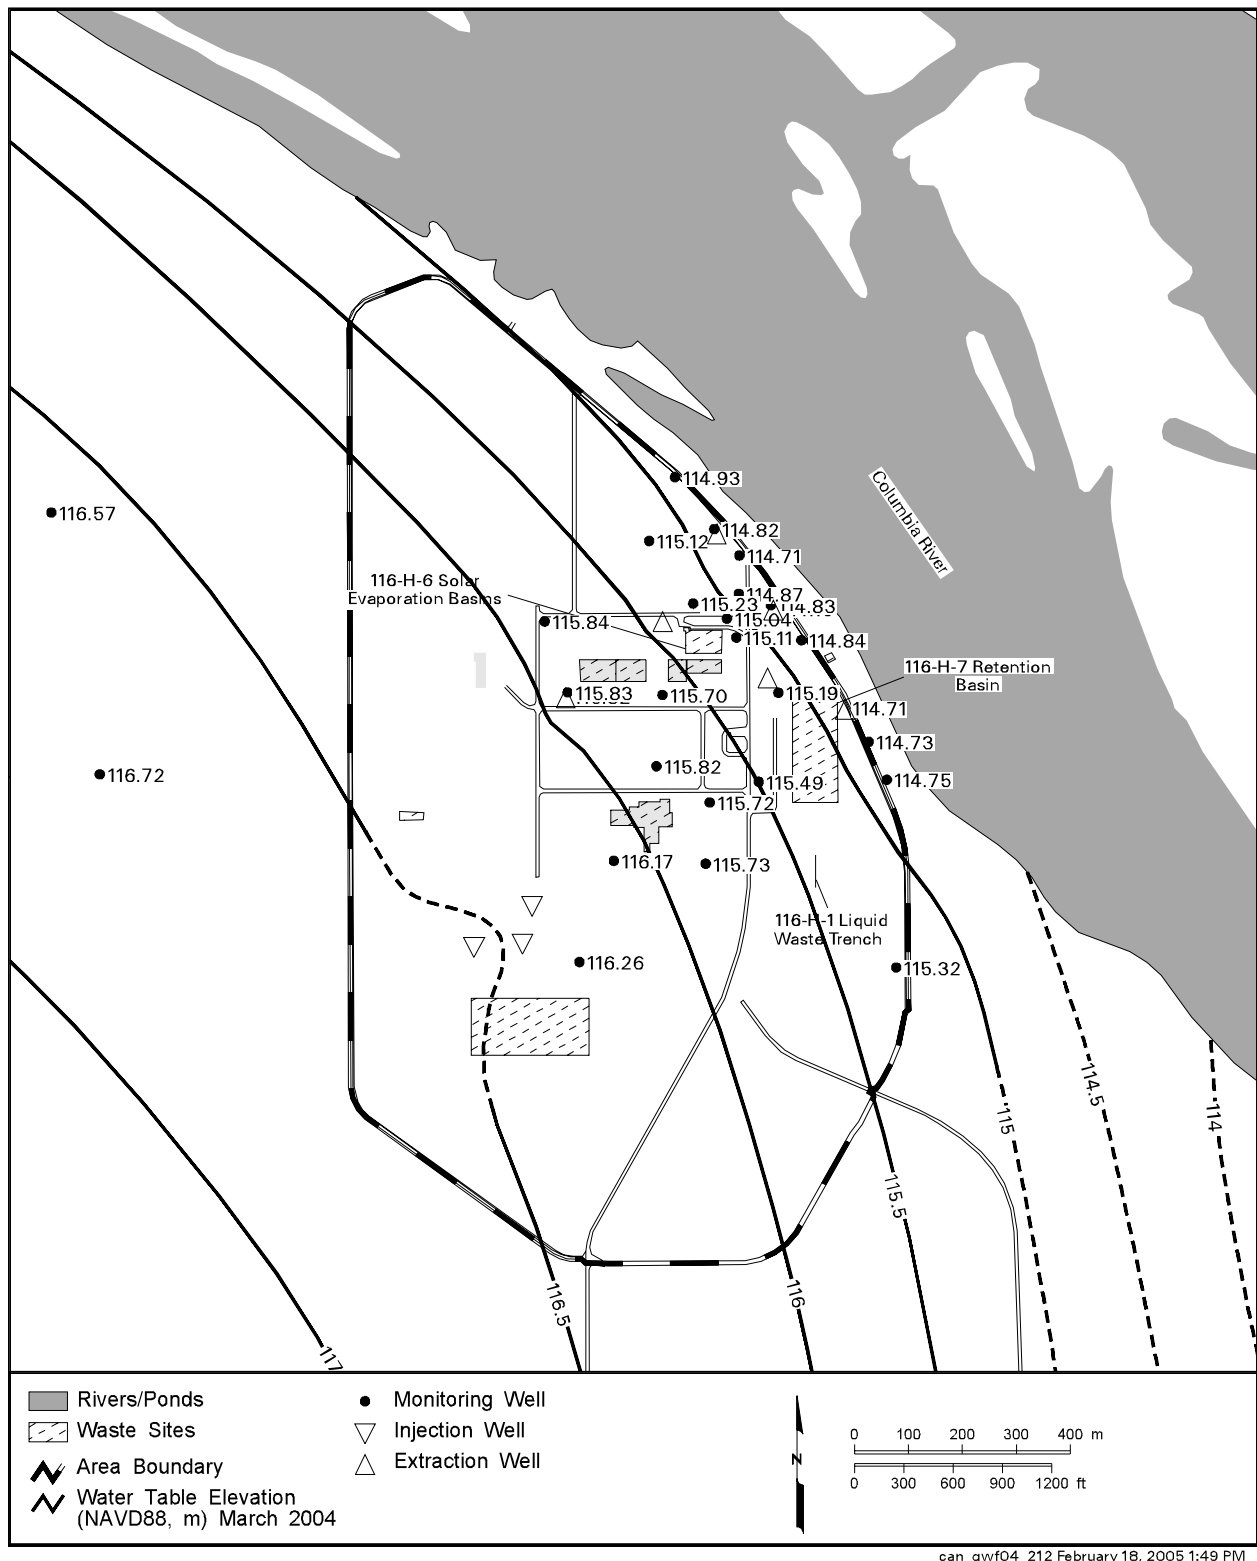 114.93
116.57
114.82
115.12
114.71
Columbia River
116-H-6 Solar
Evaporation Basins
114.87
115.23
114.83
115.04
115.84
115.11
114.84
116-H-7 Retention
Basin
115.83
115.70
115.19
114.71
114.73
115.82
116.72
114.75
115.49
115.72
116.17
115.73
116-H-1 Liquid
Waste Trench
116.26
115.32
114.5
115
114
115.5
116
116.5
117
Rivers/Ponds
Waste Sites
Area Boundary
Water Table Elevation
(NAVD88, m) March 2004
Monitoring Well
Injection Well
Extraction Well
N
0 100 200 300 400 m
0 300 600 900 1200 ft
can_gwf04_212 February 18, 2005 1:49 PM